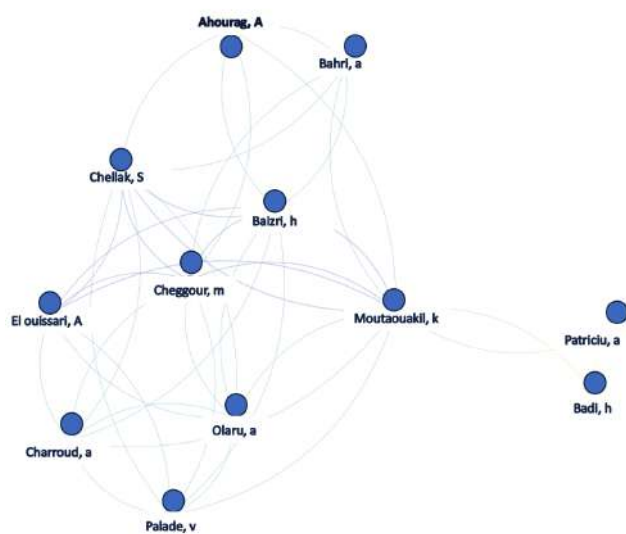 Ahourag, A
Bahri, a
Chellak, S
Baizri, h
Cheggour, m
El ouissari, A
Moutaouakil, k
Patriciu, a
Badi, h
Olaru, a
Charroud, a
Palade, v